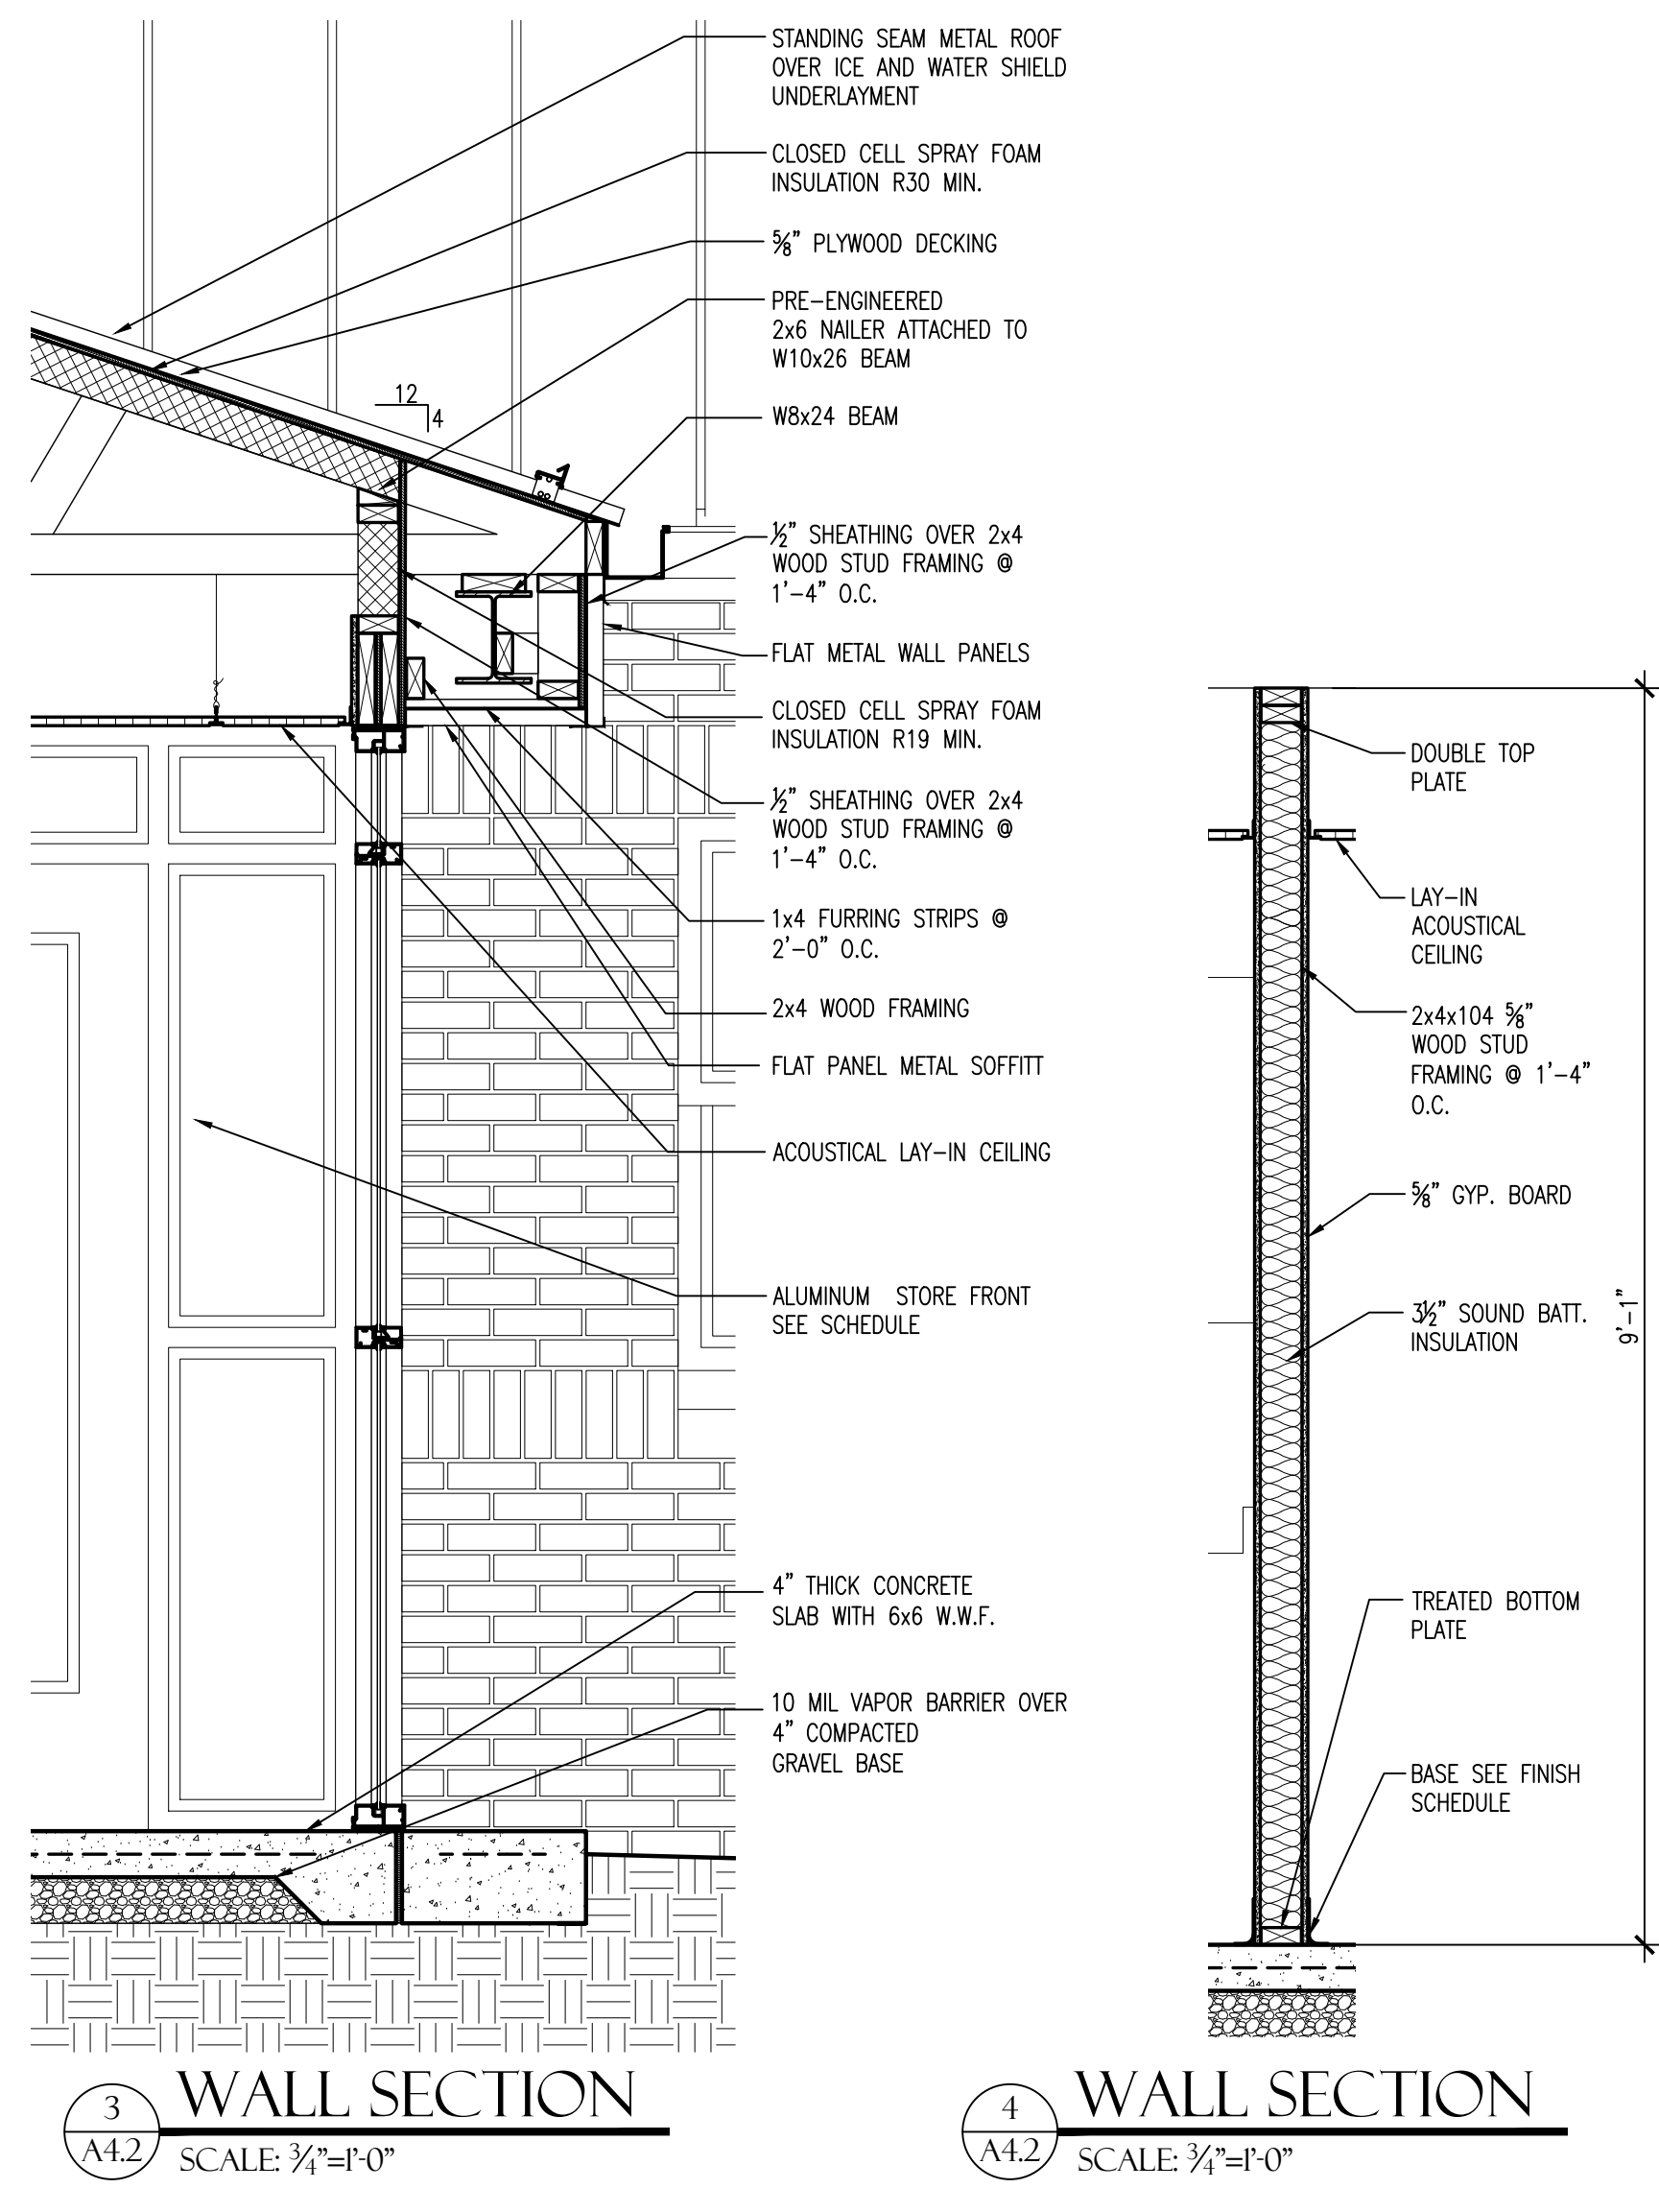 STANDING SEAM METAL ROOF
OVER ICE AND WATER SHIELD
UNDERLAYMENT
CLOSED CELL SPRAY FOAM
INSULATION R30 MIN.
⅝" PLYWOOD DECKING
PRE-ENGINEERED
2x6 NAILER ATTACHED TO
W10x26 BEAM
12
4
W8x24 BEAM
½" SHEATHING OVER 2x4
WOOD STUD FRAMING @
1'-4" O.C.
FLAT METAL WALL PANELS
CLOSED CELL SPRAY FOAM
INSULATION R19 MIN.
½" SHEATHING OVER 2x4
WOOD STUD FRAMING @
1'-4" O.C.
1x4 FURRING STRIPS @
2'-0" O.C.
2x4 WOOD FRAMING
FLAT PANEL METAL SOFFITT
ACOUSTICAL LAY-IN CEILING
ALUMINUM STORE FRONT
SEE SCHEDULE
4" THICK CONCRETE
SLAB WITH 6x6 W.W.F.
10 MIL VAPOR BARRIER OVER
4" COMPACTED
GRAVEL BASE
3
A4.2
WALL SECTION
SCALE: ¾"=1'-0"
DOUBLE TOP
PLATE
LAY-IN
ACOUSTICAL
CEILING
2x4x104 ⅝"
WOOD STUD
FRAMING @ 1'-4"
O.C.
⅝" GYP. BOARD
3½" SOUND BATT.
INSULATION
9'-1"
TREATED BOTTOM
PLATE
BASE SEE FINISH
SCHEDULE
4
A4.2
WALL SECTION
SCALE: ¾"=1'-0"